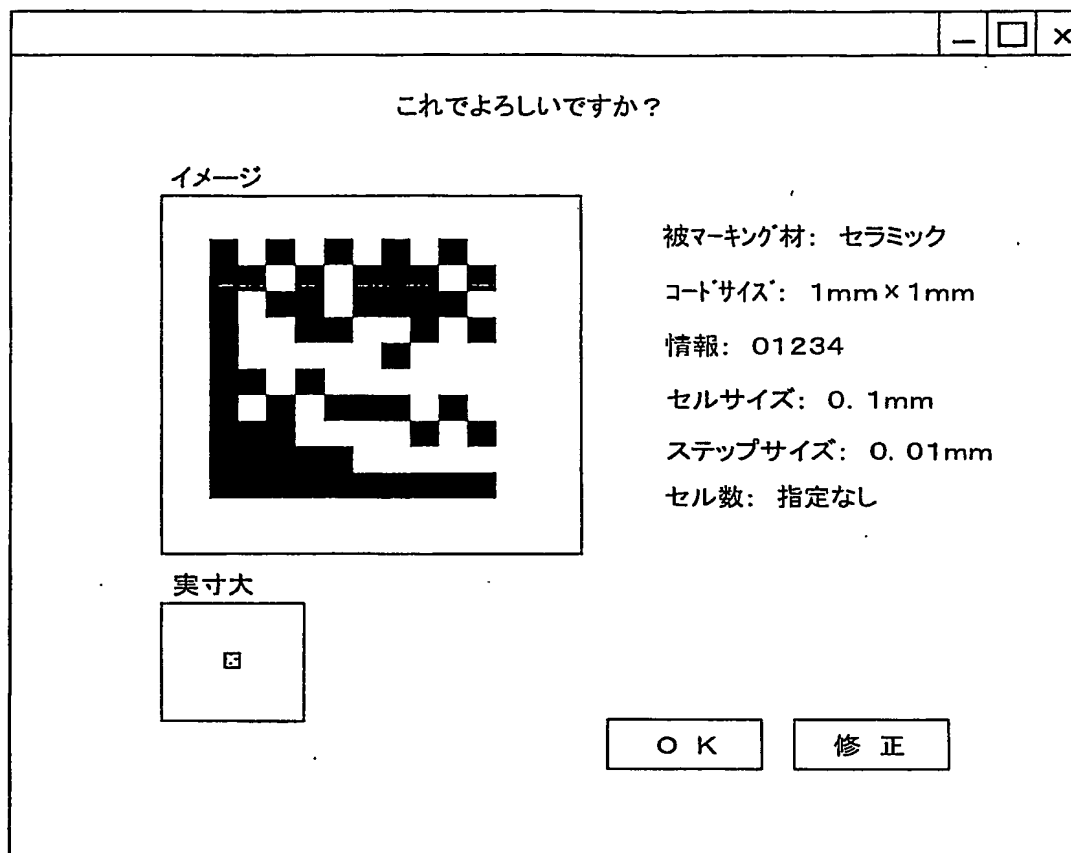 これでよろしいですか？
イメージ
被マーキング材： セラミック
コードサイズ： 1mm×1mm
情報： 01234
セルサイズ： 0．1mm
ステップサイズ： 0．01mm
セル数： 指定なし
実寸大
OK
修正